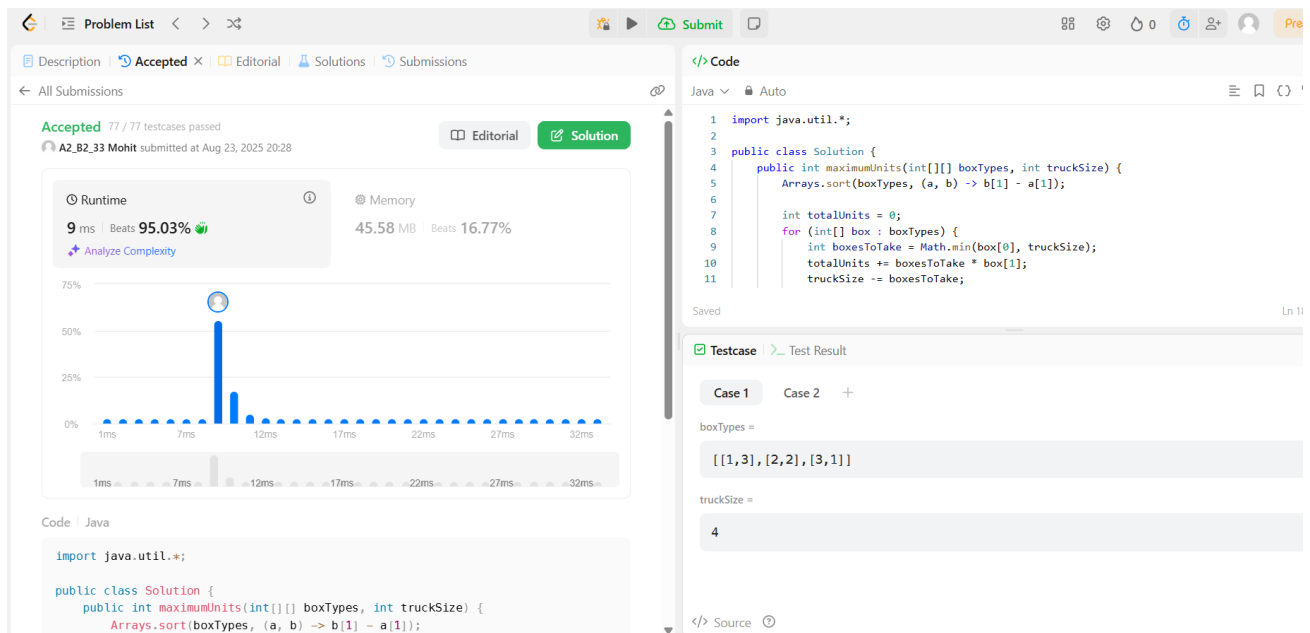 Problem List
Submit
0
Pre
Description
Accepted
Editorial
Solutions
Submissions
All Submissions
Accepted 77 / 77 testcases passed
A2_B2_33 Mohit submitted at Aug 23, 2025 20:28
Editorial
Solution
Runtime
9 ms Beats 95.03%
Analyze Complexity
Memory
45.58 MB Beats 16.77%
75%
50%
25%
0%
1ms 7ms 12ms 17ms 22ms 27ms 32ms
1ms 7ms 12ms 17ms 22ms 27ms 32ms
Code Java
import java.util.*;
public class Solution {
public int maximumUnits(int[][] boxTypes, int truckSize) {
Arrays.sort(boxTypes, (a, b) -> b[1] - a[1]);
</> Code
Java Auto
1 import java.util.*;
2
3 public class Solution {
4 public int maximumUnits(int[][] boxTypes, int truckSize) {
5 Arrays.sort(boxTypes, (a, b) -> b[1] - a[1]);
6
7 int totalUnits = 0;
8 for (int[] box : boxTypes) {
9 int boxesToTake = Math.min(box[0], truckSize);
10 totalUnits += boxesToTake * box[1];
11 truckSize -= boxesToTake;
Saved
Ln 18
Testcase
>_ Test Result
Case 1 Case 2 +
boxTypes =
[[1,3],[2,2],[3,1]]
truckSize =
4
</> Source